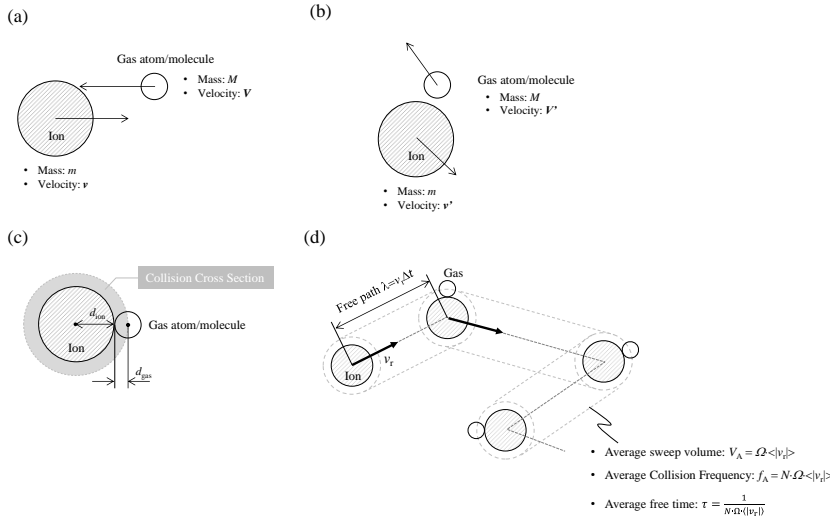 (a)
Gas atom/molecule
• Mass: M
• Velocity: V
Ion
• Mass: m
• Velocity: v
(b)
Gas atom/molecule
• Mass: M
• Velocity: V'
Ion
• Mass: m
• Velocity: v'
(c)
Collision Cross Section
d_ion
Gas atom/molecule
Ion
d_gas
(d)
Gas
Free path λ=v_rΔt
v_r
Ion
• Average sweep volume: V_A = Ω·<|v_r|>
• Average Collision Frequency: f_A = N·Ω·<|v_r|>
• Average free time: τ = 1/(N·Ω·⟨|v_r|⟩)